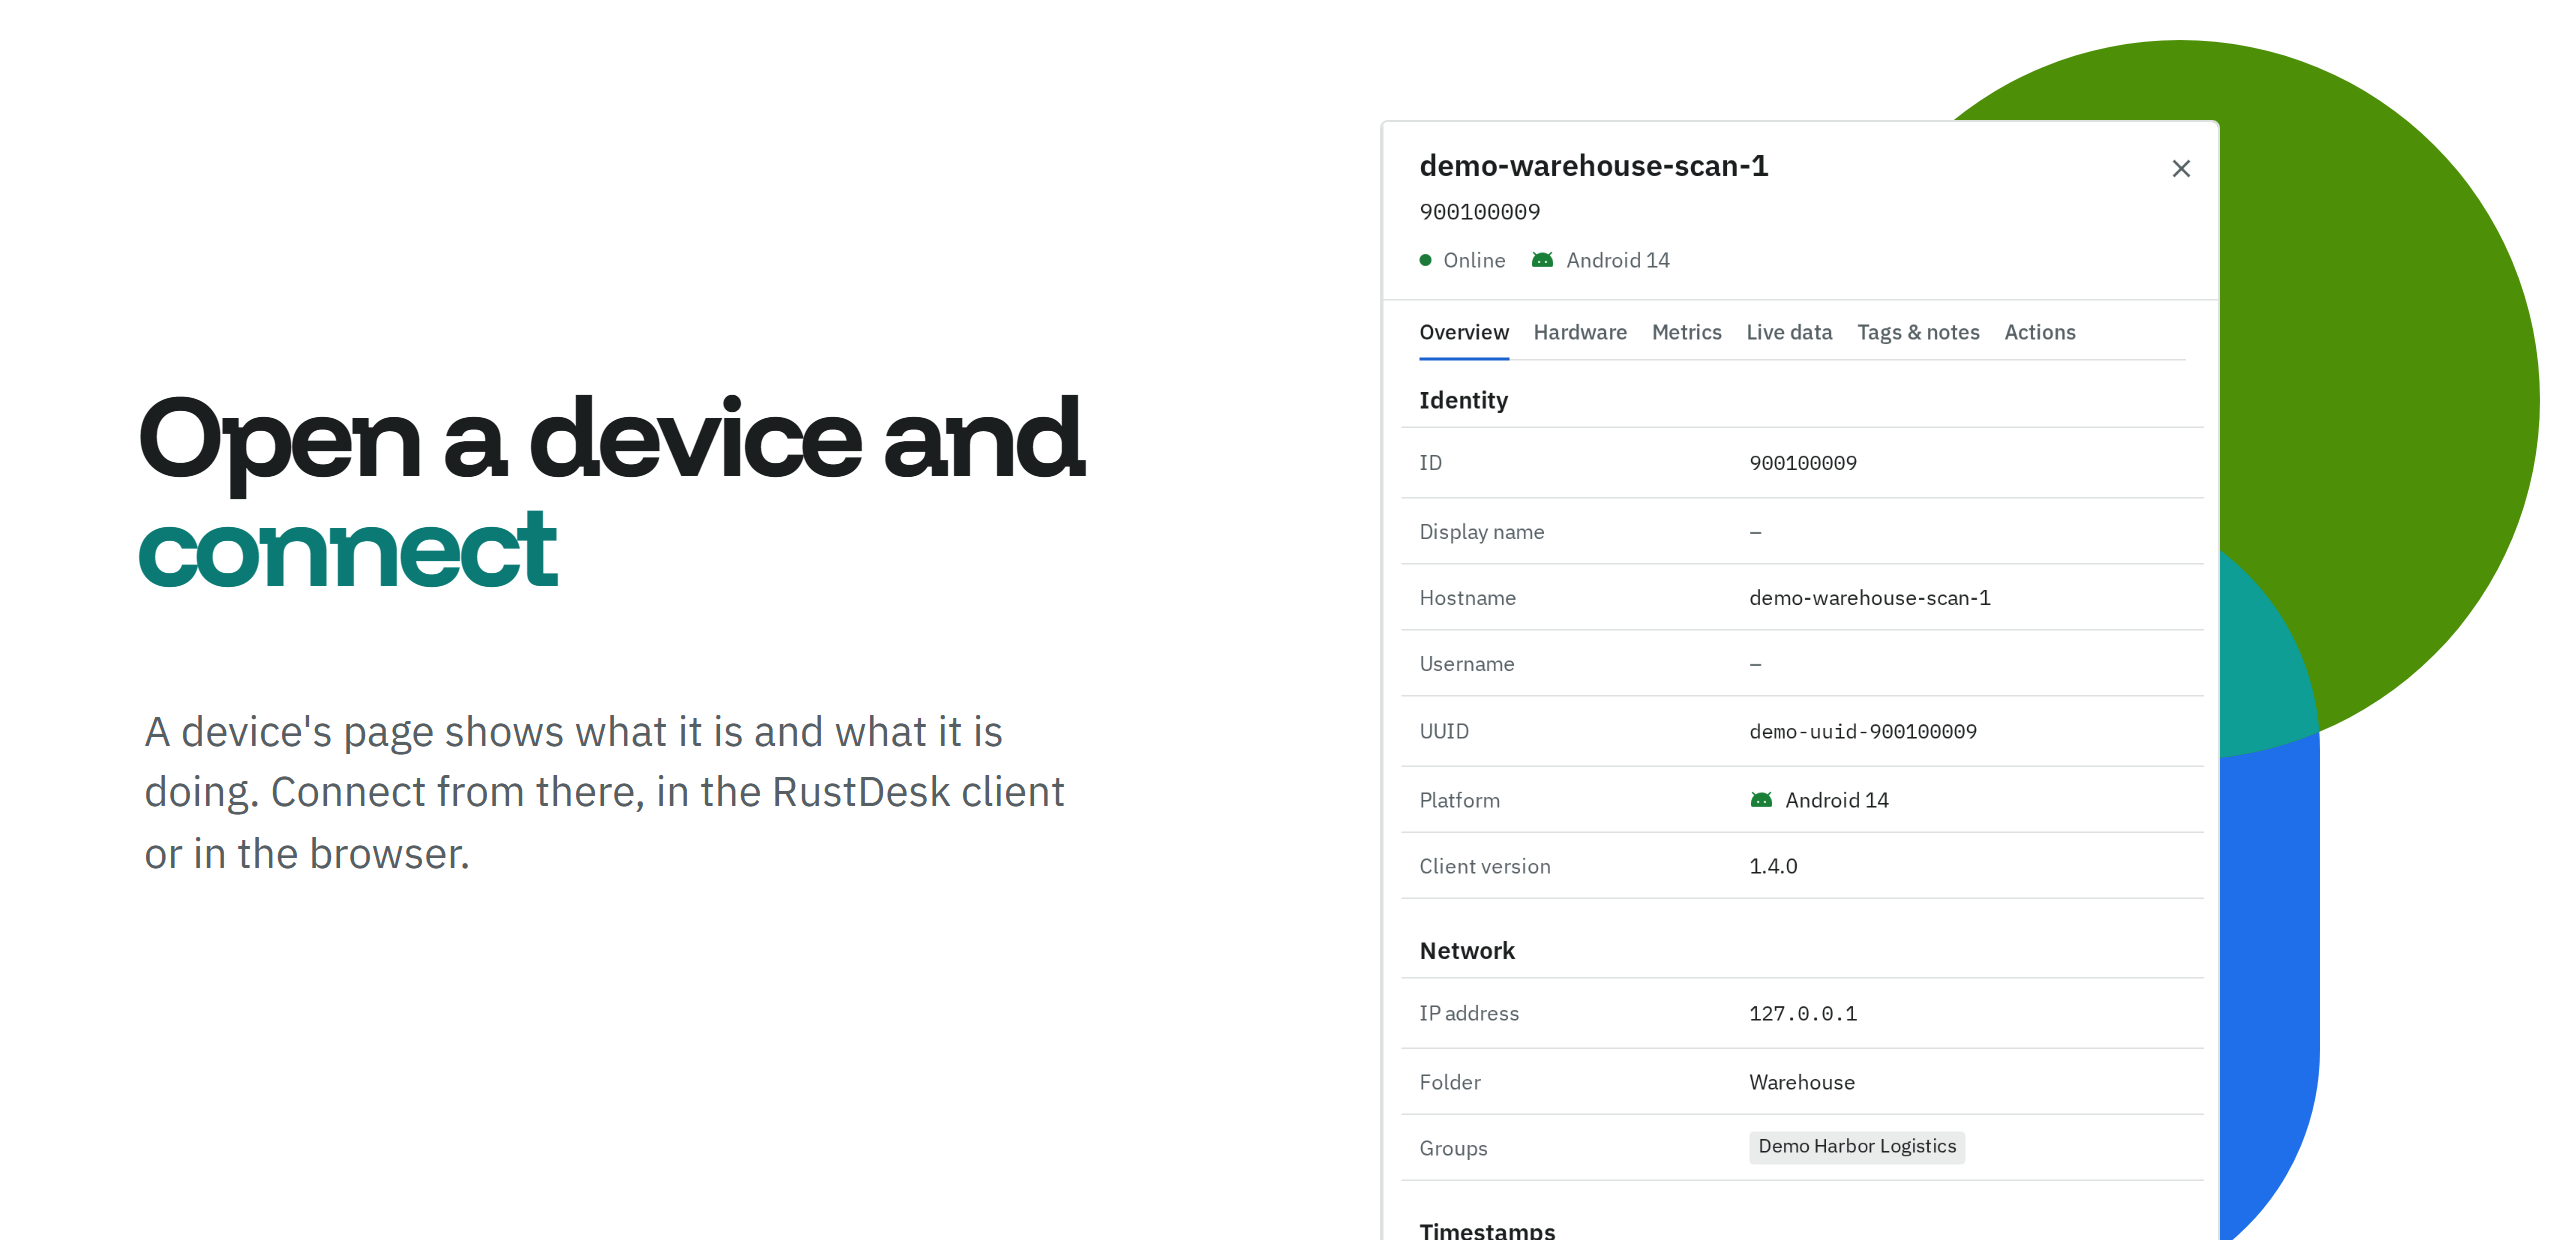 Open a device and
connect
A device's page shows what it is and what it is
doing. Connect from there, in the RustDesk client
or in the browser.
demo-warehouse-scan-1
900100009
Online Android 14
Overview Hardware Metrics Live data Tags & notes Actions
Identity
ID 900100009
Display name –
Hostname demo-warehouse-scan-1
Username –
UUID demo-uuid-900100009
Platform Android 14
Client version 1.4.0
Network
IP address 127.0.0.1
Folder Warehouse
Groups Demo Harbor Logistics
Timestamps